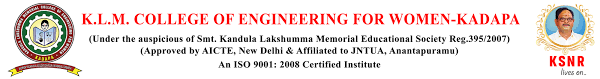 K.L.M. COLLEGE OF ENGINEERING FOR WOMEN-KADAPA
(Under the auspicious of Smt. Kandula Lakshumma Memorial Educational Society Reg.395/2007)
(Approved by AICTE, New Delhi & Affiliated to JNTUA, Anantapuramu)
An ISO 9001: 2008 Certified Institute
KADAPA
KSNR
lives on..